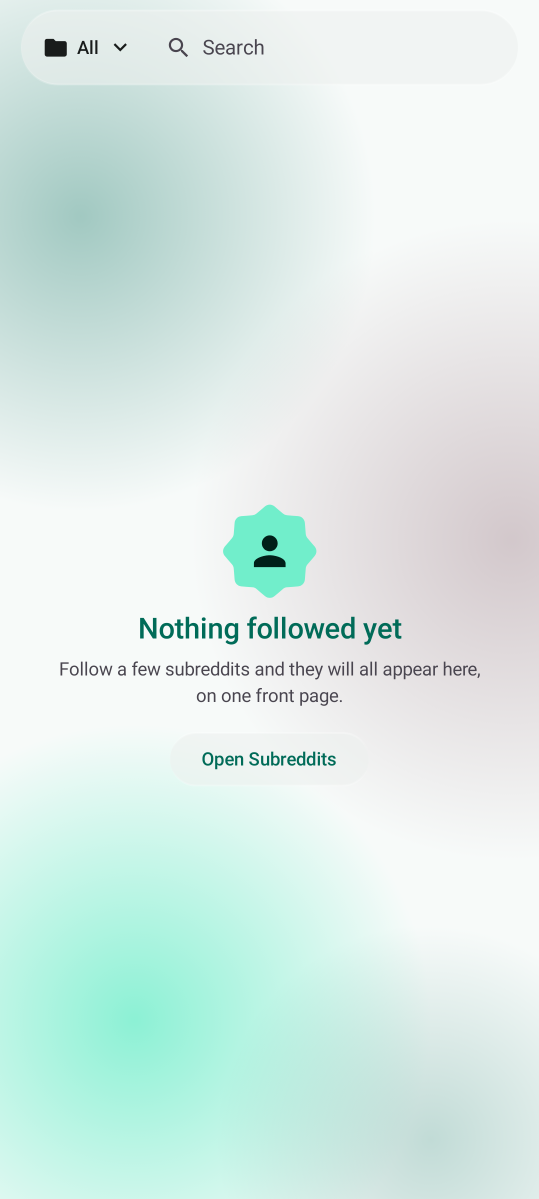 All
Search
Nothing followed yet
Follow a few subreddits and they will all appear here,
on one front page.
Open Subreddits